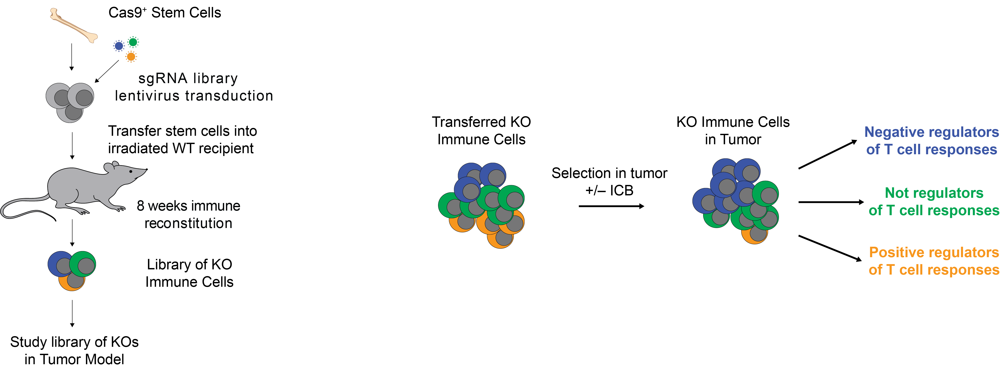 Cas9⁺ Stem Cells
sgRNA library
lentivirus transduction
Transfer stem cells into
irradiated WT recipient
8 weeks immune
reconstitution
Library of KO
Immune Cells
Study library of KOs
in Tumor Model
Transferred KO
Immune Cells
Selection in tumor
+/– ICB
KO Immune Cells
in Tumor
Negative regulators
of T cell responses
Not regulators
of T cell responses
Positive regulators
of T cell responses